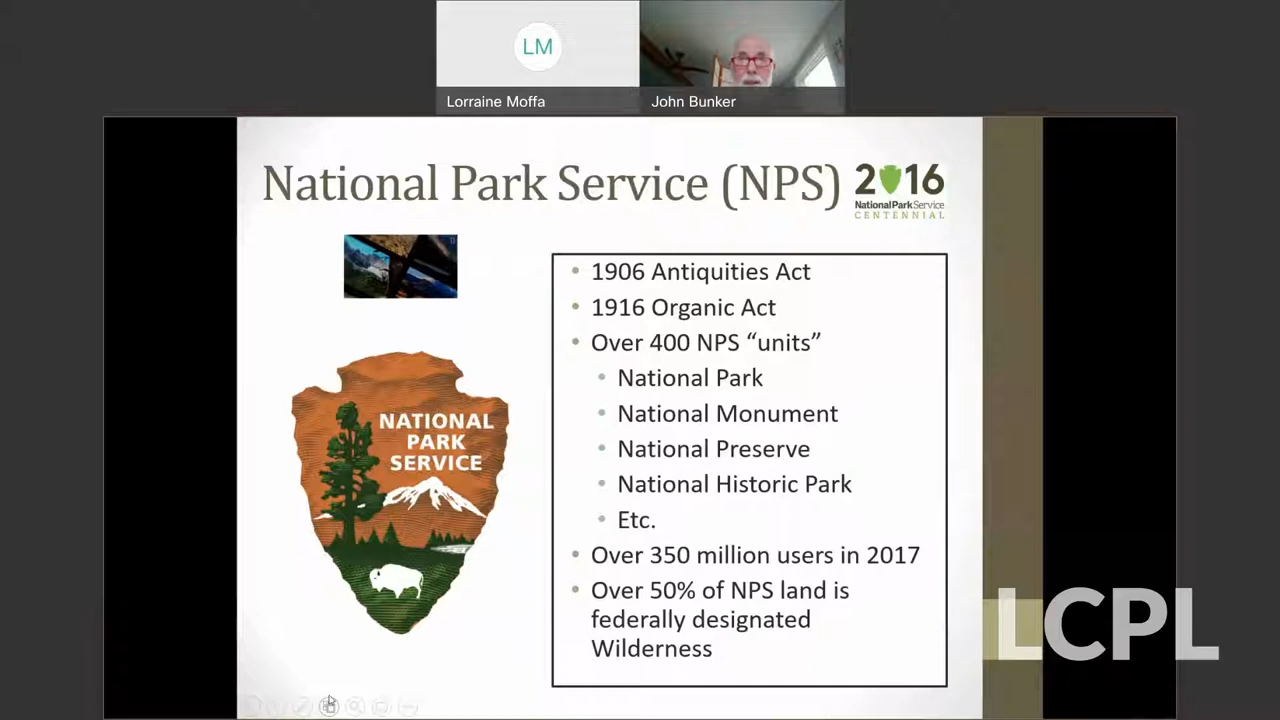 LM
Lorraine Moffa
John Bunker
National Park Service (NPS)
2016
National Park Service
CENTENNIAL
• 1906 Antiquities Act
• 1916 Organic Act
• Over 400 NPS “units”
• National Park
• National Monument
• National Preserve
• National Historic Park
• Etc.
• Over 350 million users in 2017
• Over 50% of NPS land is
federally designated
Wilderness
NATIONAL
PARK
SERVICE
LCPL